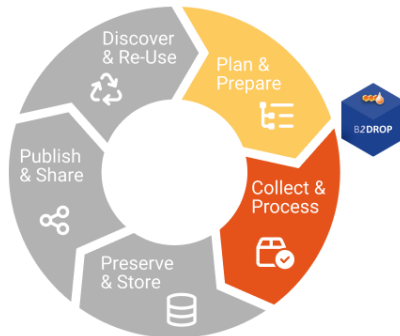 Discover
& Re-Use
Plan &
Prepare
B2DROP
Collect &
Process
Publish
& Share
Preserve
& Store